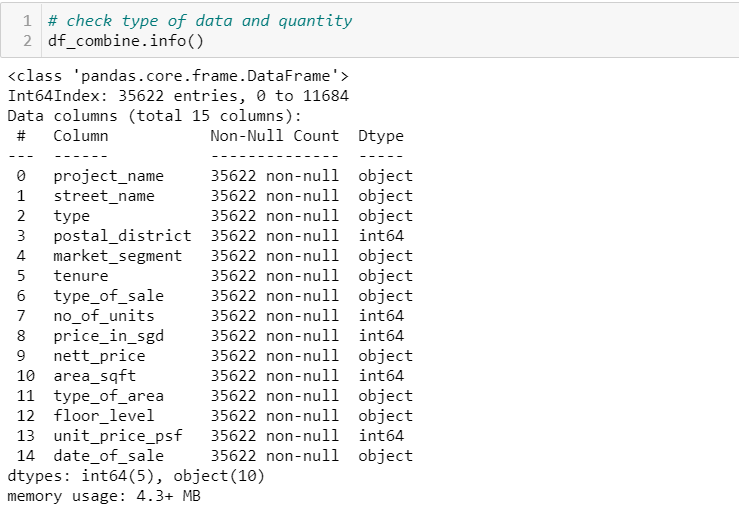 1 # check type of data and quantity
2 df_combine.info()
<class 'pandas.core.frame.DataFrame'>
Int64Index: 35622 entries, 0 to 11684
Data columns (total 15 columns):
 #   Column           Non-Null Count  Dtype
---  ------           --------------  -----
 0   project_name     35622 non-null  object
 1   street_name      35622 non-null  object
 2   type             35622 non-null  object
 3   postal_district  35622 non-null  int64
 4   market_segment   35622 non-null  object
 5   tenure           35622 non-null  object
 6   type_of_sale     35622 non-null  object
 7   no_of_units      35622 non-null  int64
 8   price_in_sgd     35622 non-null  int64
 9   nett_price       35622 non-null  object
 10  area_sqft        35622 non-null  int64
 11  type_of_area     35622 non-null  object
 12  floor_level      35622 non-null  object
 13  unit_price_psf   35622 non-null  int64
 14  date_of_sale     35622 non-null  object
dtypes: int64(5), object(10)
memory usage: 4.3+ MB